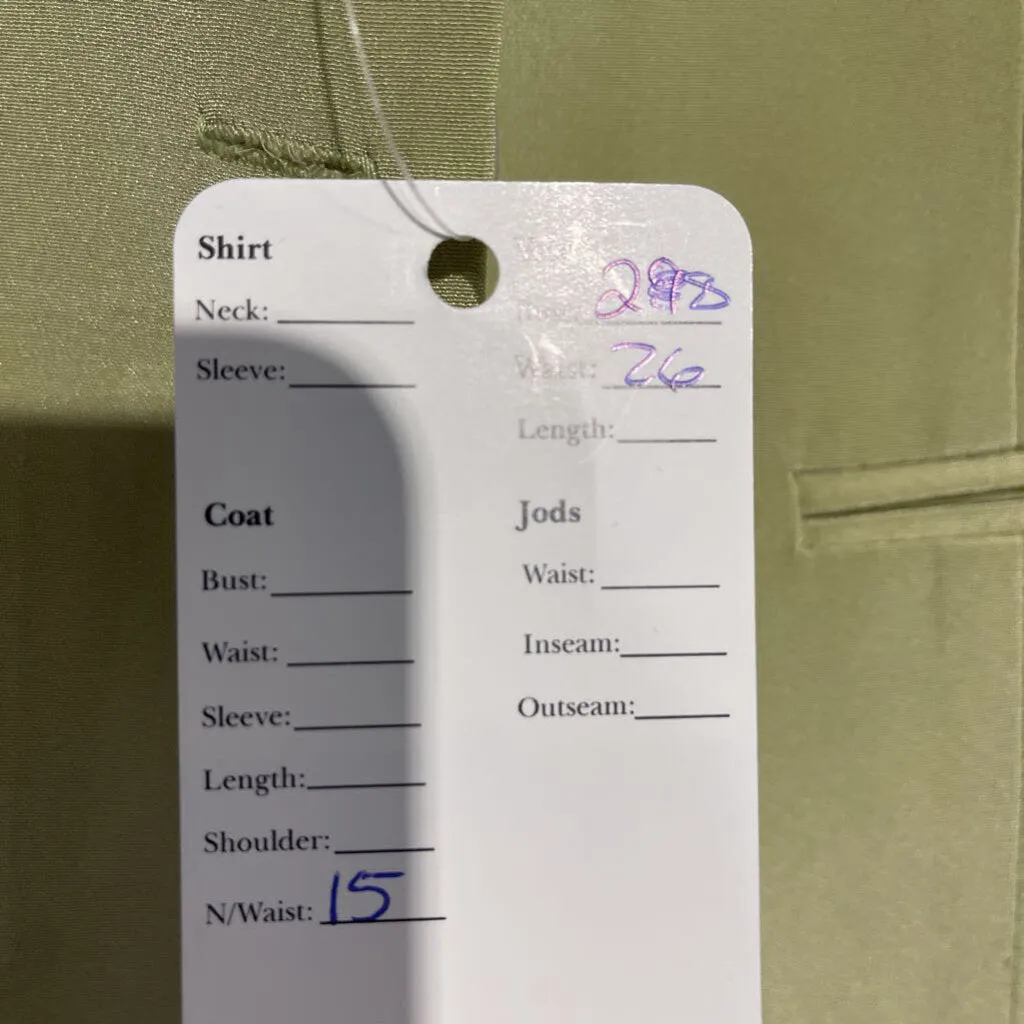 Shirt
Neck:
Sleeve:
Waist: 26
Length:
Coat
Bust:
Waist:
Sleeve:
Length:
Shoulder:
N/Waist: 15
Jods
Waist:
Inseam:
Outseam: